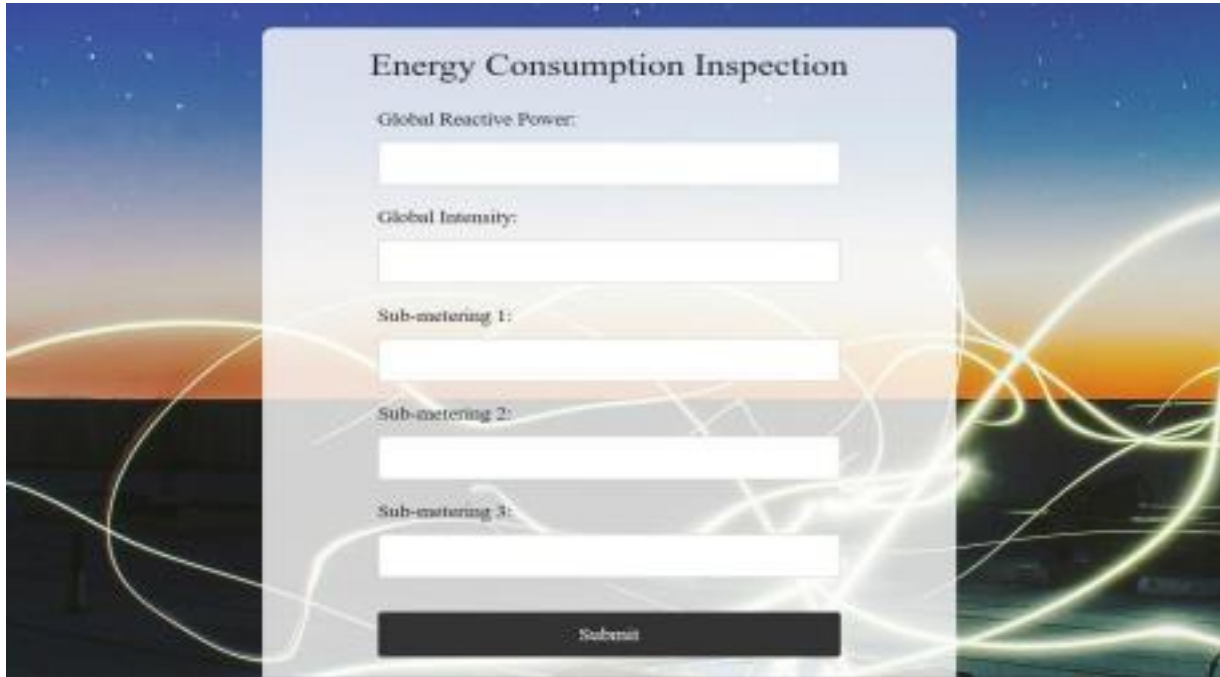 Energy Consumption Inspection
Global Reactive Power:
Global Intensity:
Sub-metering 1:
Sub-metering 2:
Sub-metering 3:
Submit